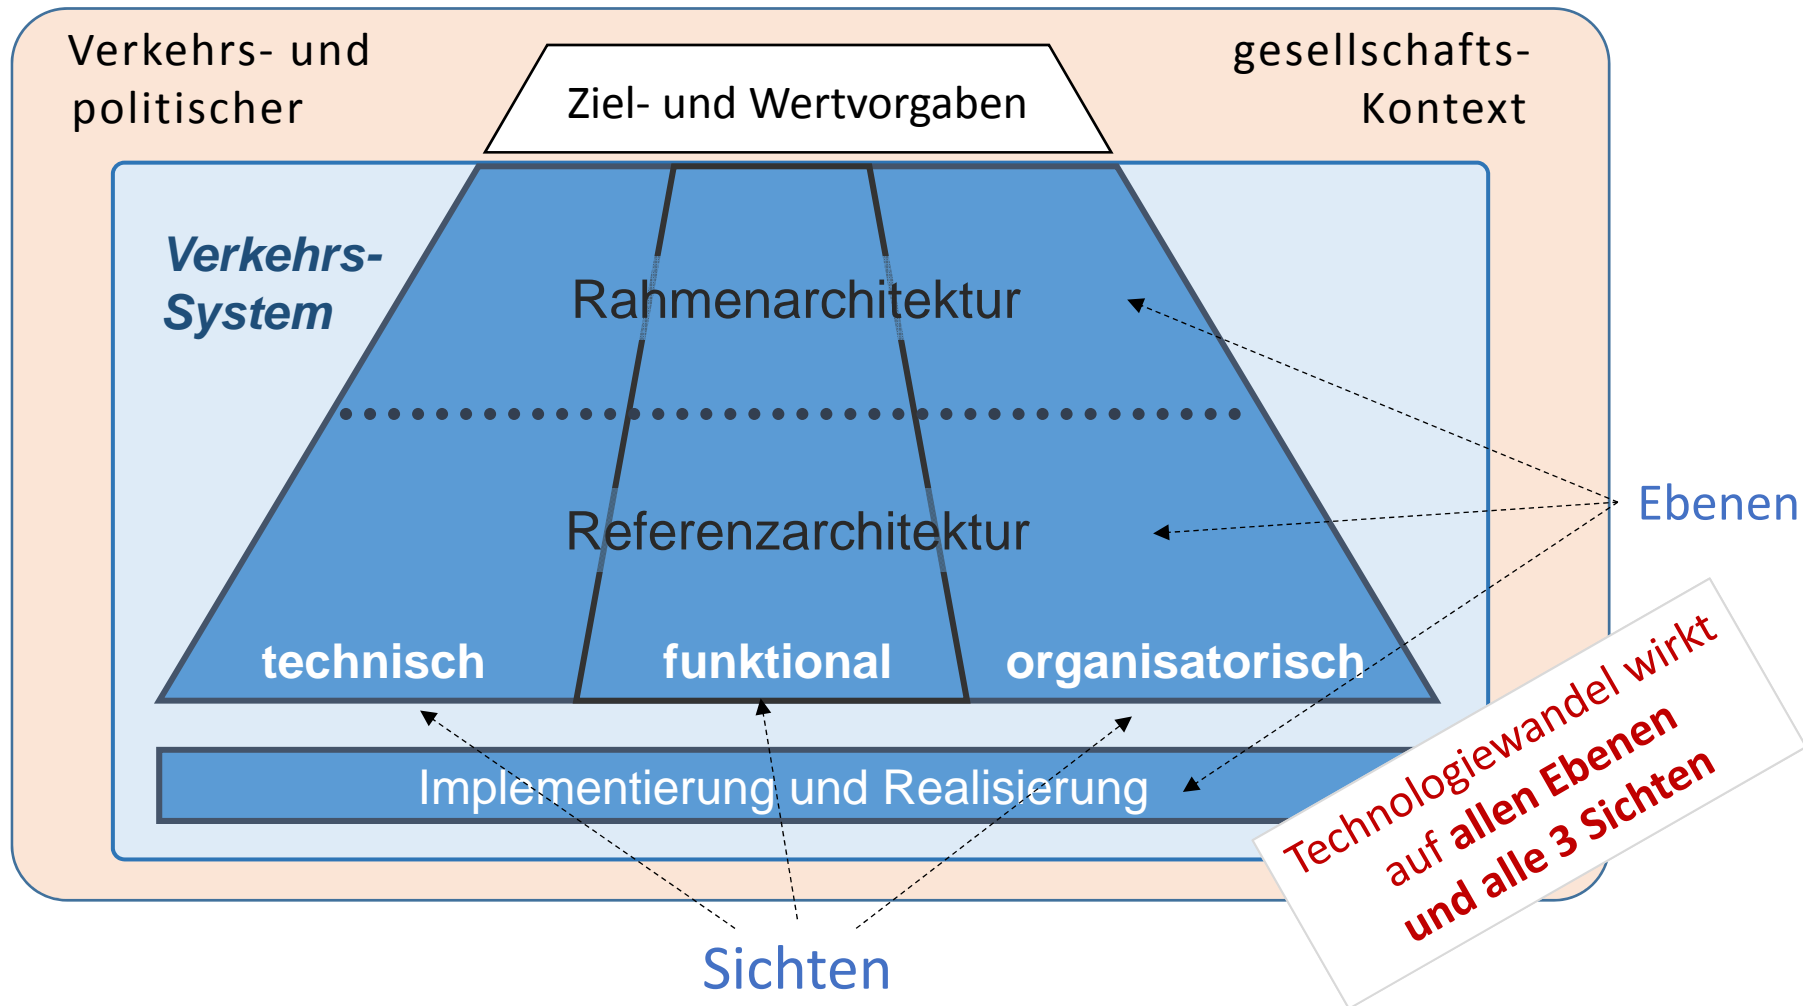 Verkehrs- und
politischer
gesellschafts-
Kontext
Ziel- und Wertvorgaben
Verkehrs-
System
Rahmenarchitektur
Referenzarchitektur
Ebenen
technisch
funktional
organisatorisch
Implementierung und Realisierung
Technologiewandel wirkt
auf allen Ebenen
und alle 3 Sichten
Sichten